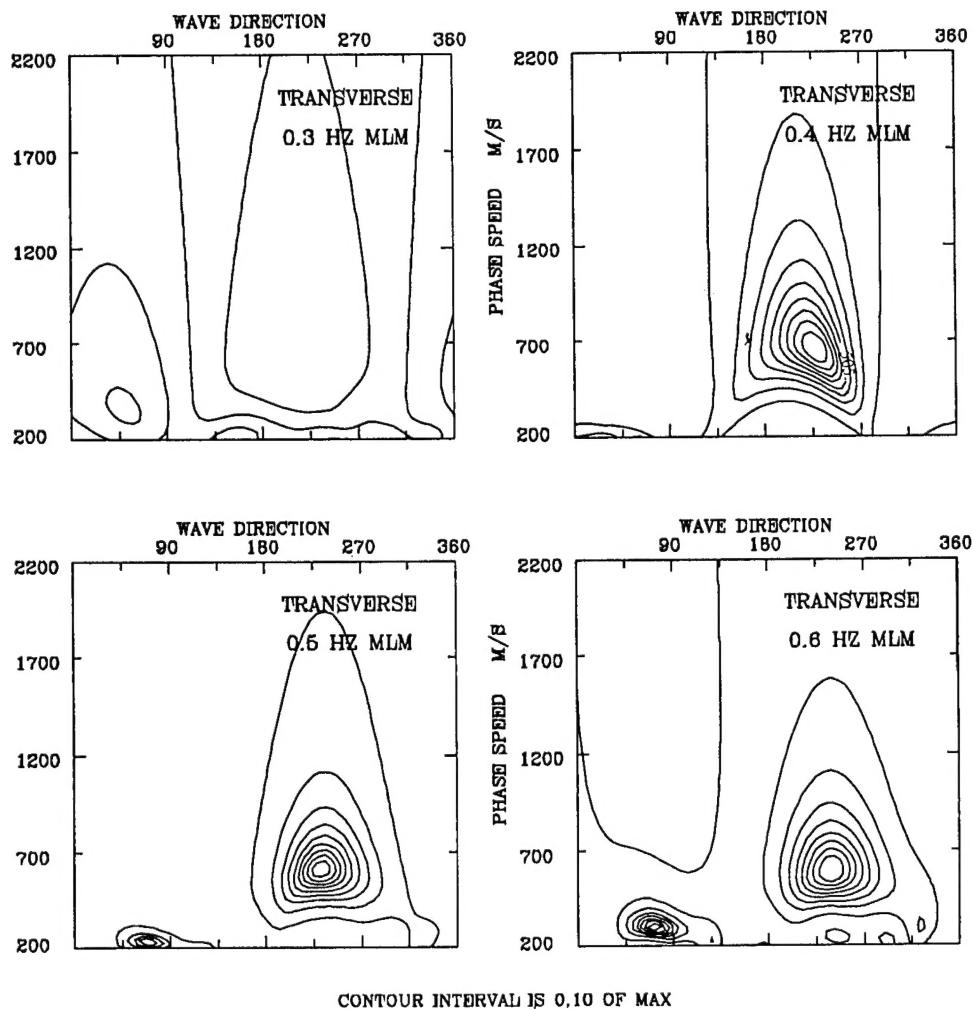 WAVE DIRECTION
90 180 270 360
2200
1700
1200
700
200
TRANSVERSE
0.3 HZ MLM
WAVE DIRECTION
90 180 270 360
2200
1700
1200
700
200
PHASE SPEED M/S
TRANSVERSE
0.4 HZ MLM
WAVE DIRECTION
90 180 270 360
2200
1700
1200
700
200
TRANSVERSE
0.5 HZ MLM
WAVE DIRECTION
90 180 270 360
2200
1700
1200
700
200
PHASE SPEED M/S
TRANSVERSE
0.6 HZ MLM
CONTOUR INTERVAL IS 0.10 OF MAX